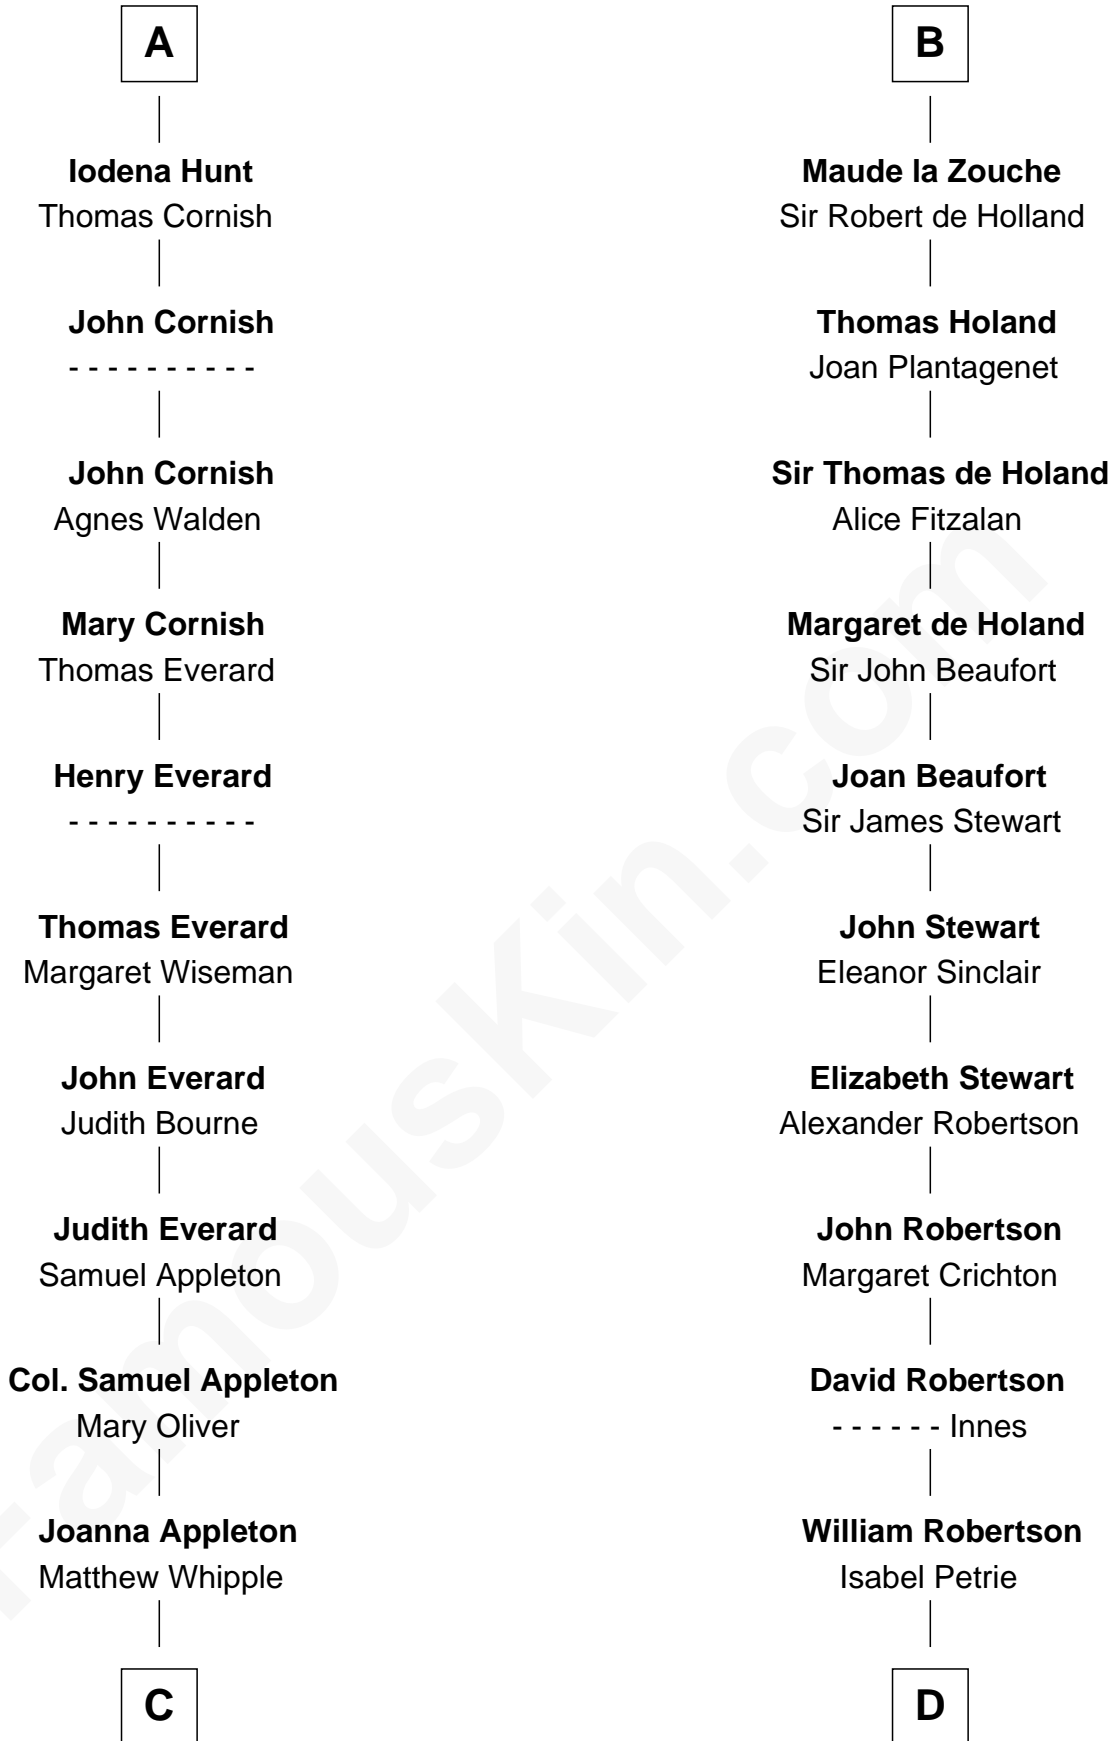 A
Iodena Hunt
Thomas Cornish
John Cornish
- - - - - - - - - -
John Cornish
Agnes Walden
Mary Cornish
Thomas Everard
Henry Everard
- - - - - - - - - -
Thomas Everard
Margaret Wiseman
John Everard
Judith Bourne
Judith Everard
Samuel Appleton
Col. Samuel Appleton
Mary Oliver
Joanna Appleton
Matthew Whipple
C
B
Maude la Zouche
Sir Robert de Holland
Thomas Holand
Joan Plantagenet
Sir Thomas de Holand
Alice Fitzalan
Margaret de Holand
Sir John Beaufort
Joan Beaufort
Sir James Stewart
John Stewart
Eleanor Sinclair
Elizabeth Stewart
Alexander Robertson
John Robertson
Margaret Crichton
David Robertson
- - - - - - Innes
William Robertson
Isabel Petrie
D
FamousKin.com